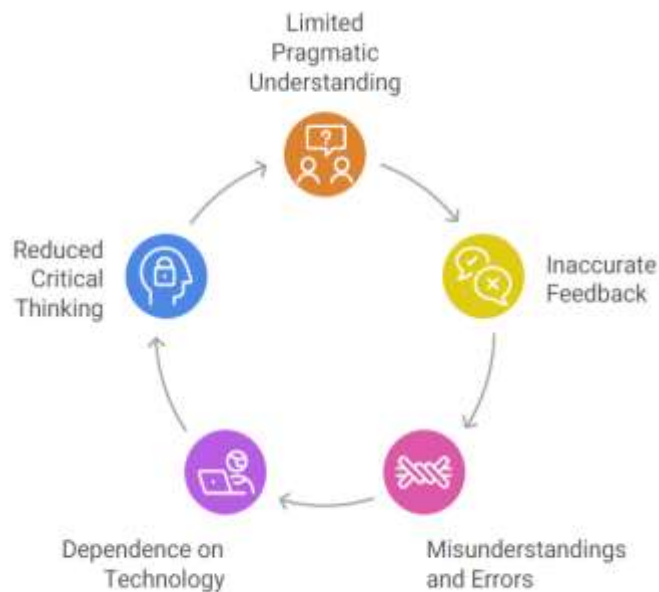 Limited
Pragmatic
Understanding
?
Inaccurate
Feedback
Misunderstandings
and Errors
Dependence on
Technology
Reduced
Critical
Thinking